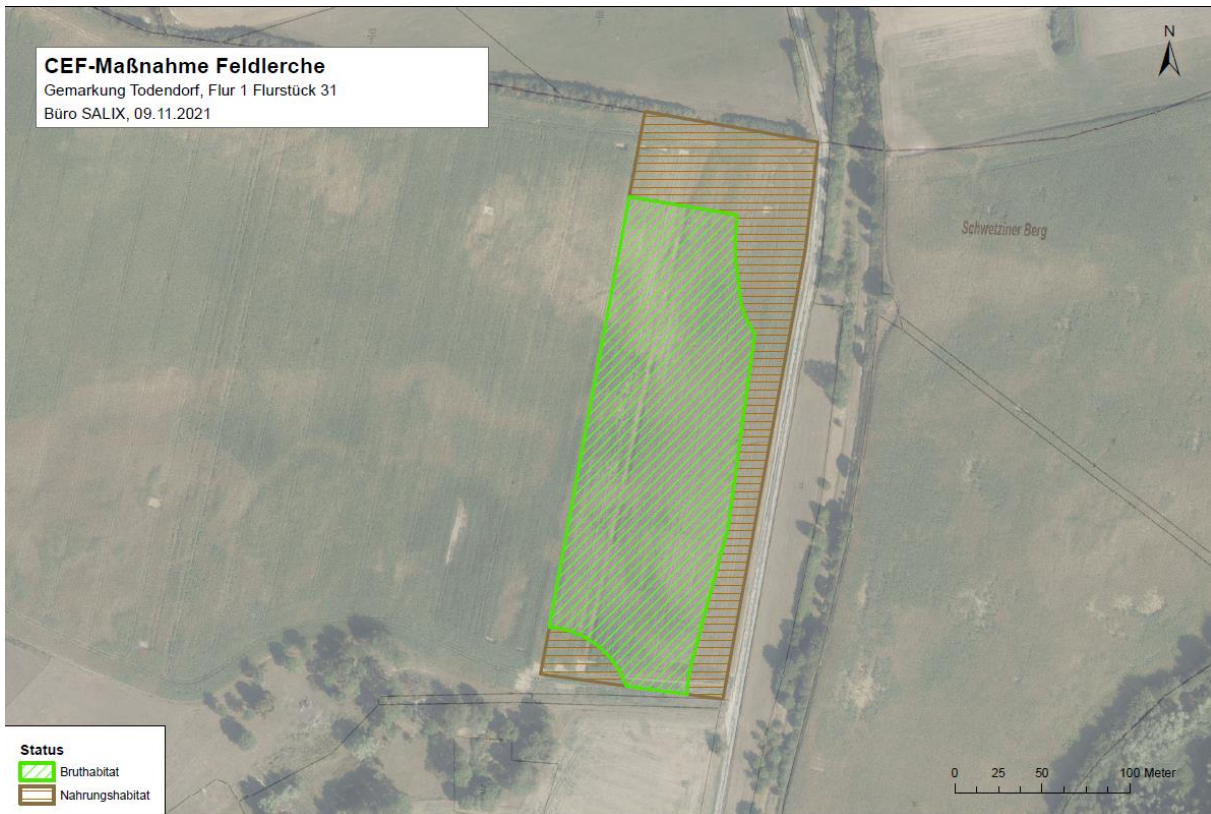 CEF-Maßnahme Feldlerche
Gemarkung Todendorf, Flur 1 Flurstück 31
Büro SALIX, 09.11.2021
N
Schwetziner Berg
Status
Bruthabitat
Nahrungshabitat
0 25 50 100 Meter